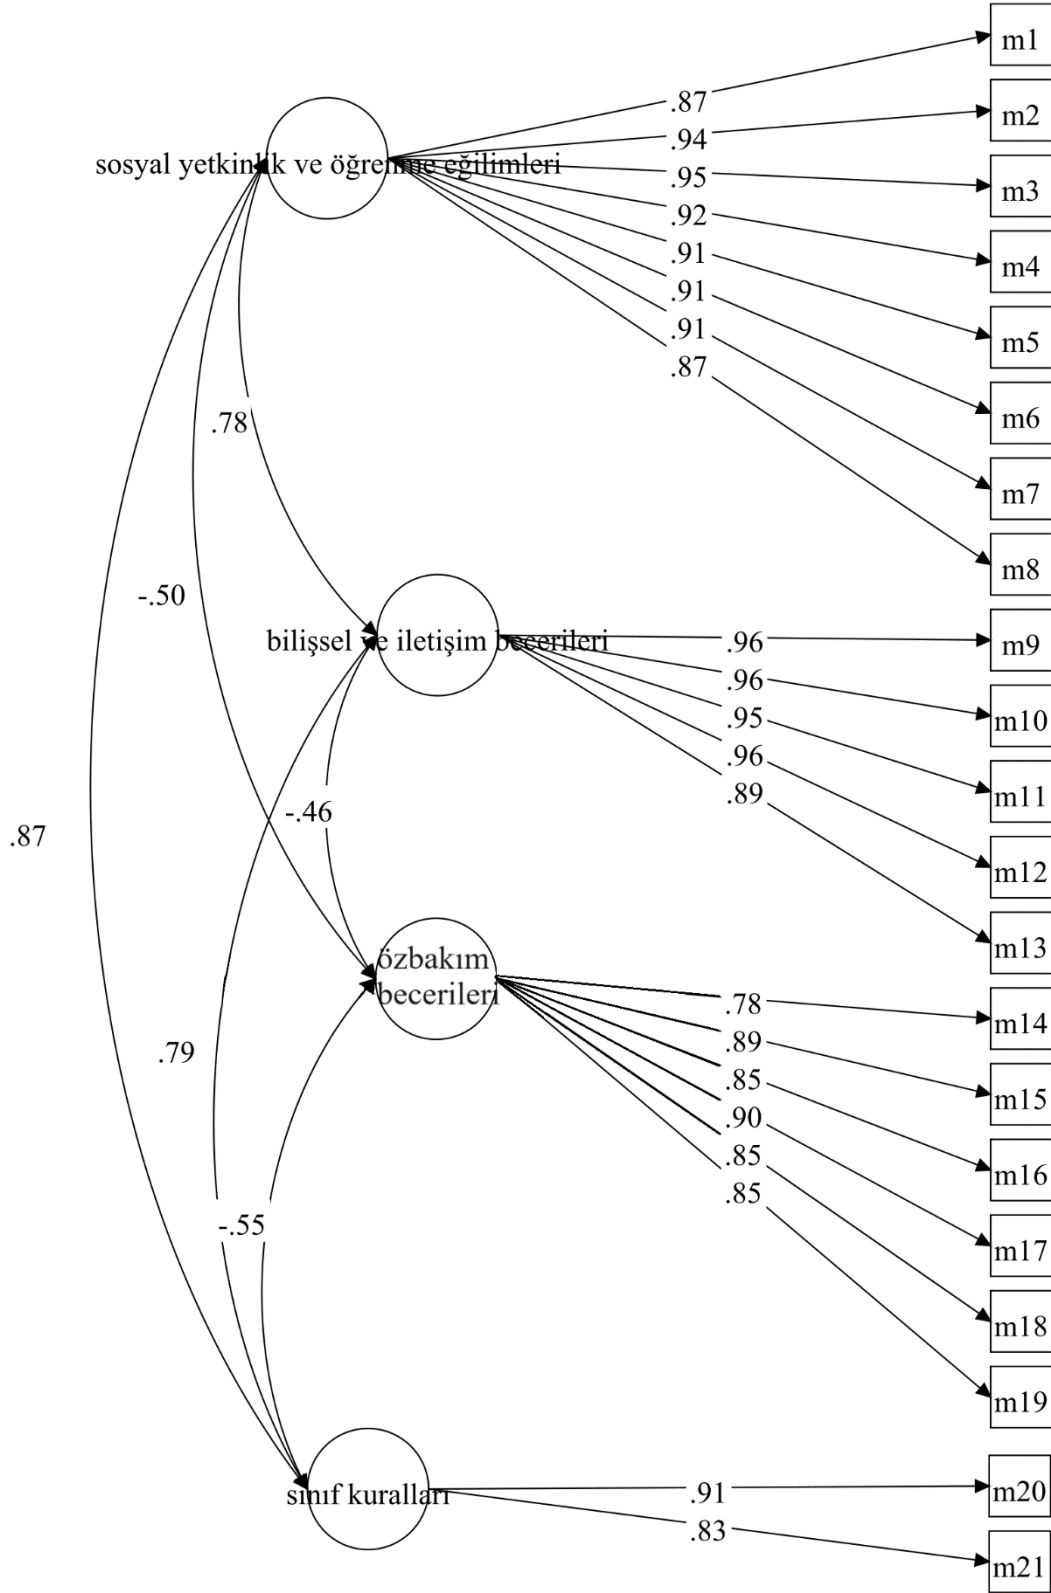 m1
.87
m2
.94
sosyal yetkinlik ve öğrenme eğilimleri
.95
m3
.92
m4
.91
.91
m5
.91
.87
m6
.78
m7
m8
-.50
bilişsel ve iletişim becerileri
.96
m9
.96
m10
.95
.96
m11
.89
-.46
.87
m12
m13
özbakım
becerileri
.78
m14
.89
.79
.85
m15
.90
.85
m16
.85
-.55
m17
m18
m19
sınıf kuralları
.91
m20
.83
m21